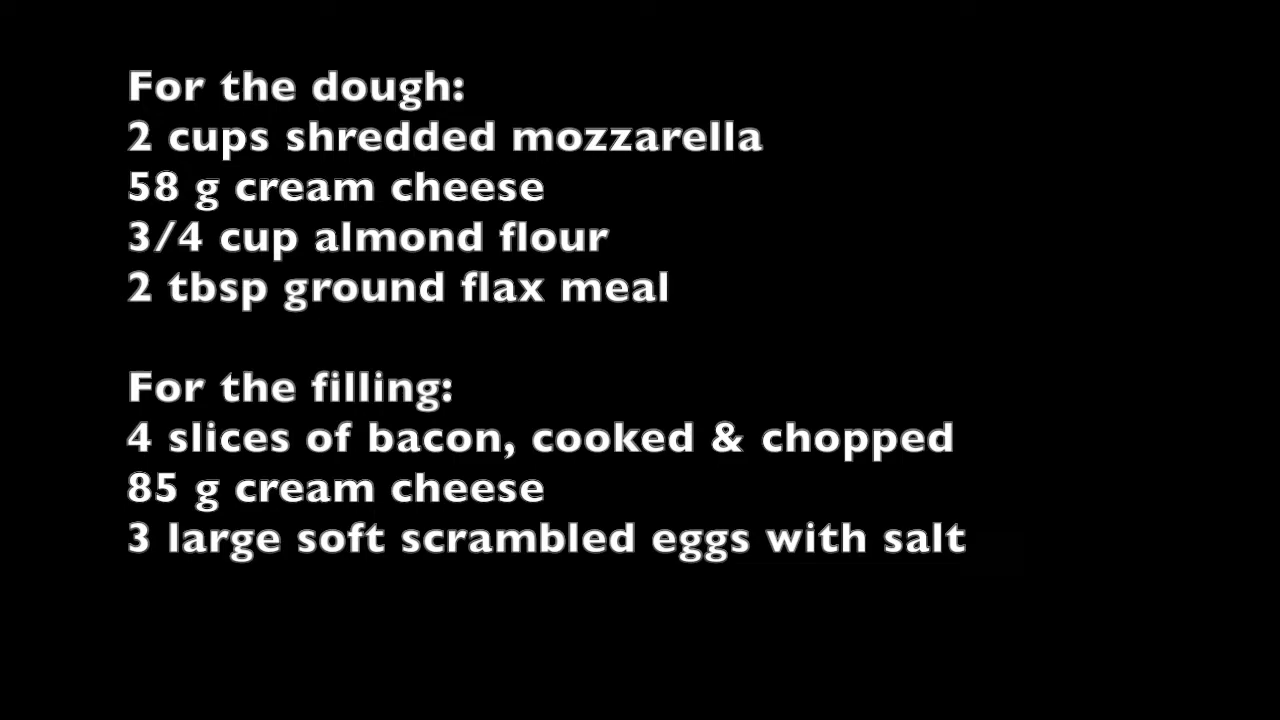 For the dough:
2 cups shredded mozzarella
58 g cream cheese
3/4 cup almond flour
2 tbsp ground flax meal
For the filling:
4 slices of bacon, cooked & chopped
85 g cream cheese
3 large soft scrambled eggs with salt